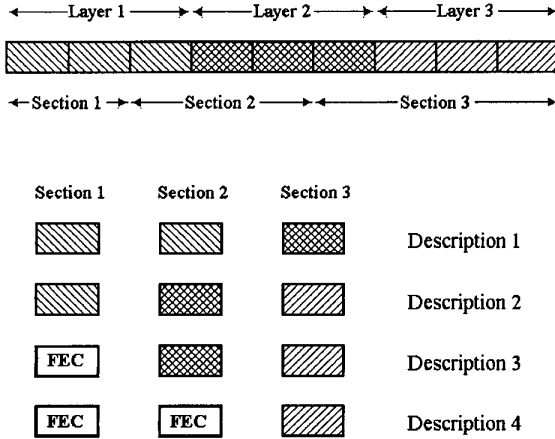 Layer 1 Layer 2 Layer 3
Section 1 Section 2 Section 3
Section 1 Section 2 Section 3
Description 1
Description 2
FEC Description 3
FEC FEC Description 4